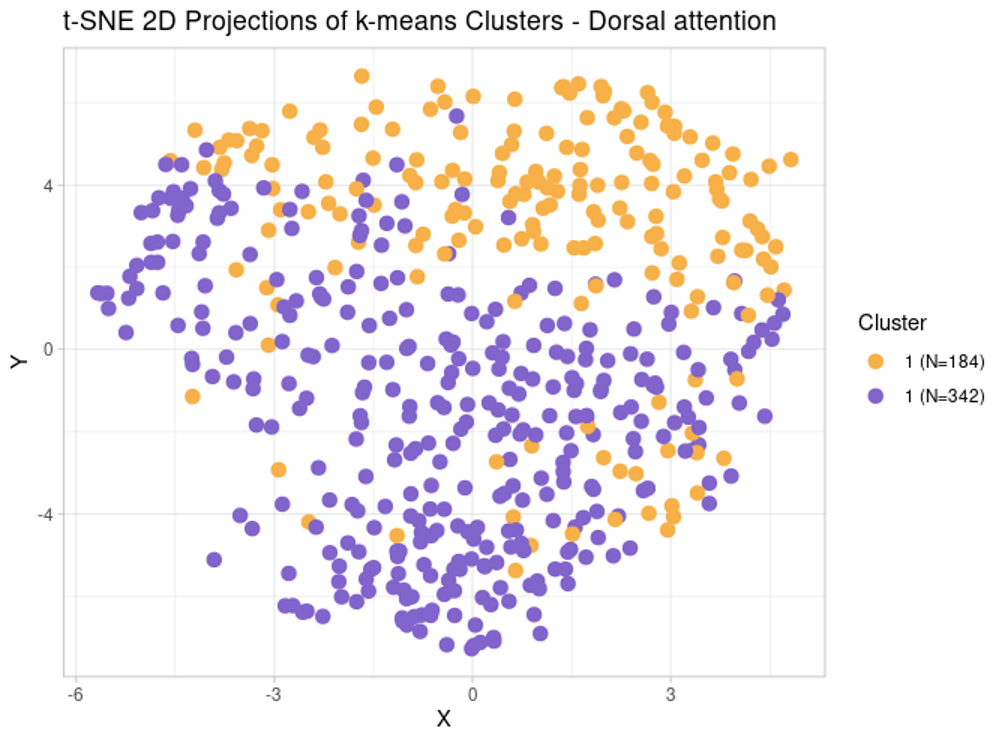 t-SNE 2D Projections of k-means Clusters - Dorsal attention
Y
4
0
-4
-6
-3
0
3
X
Cluster
1 (N=184)
1 (N=342)